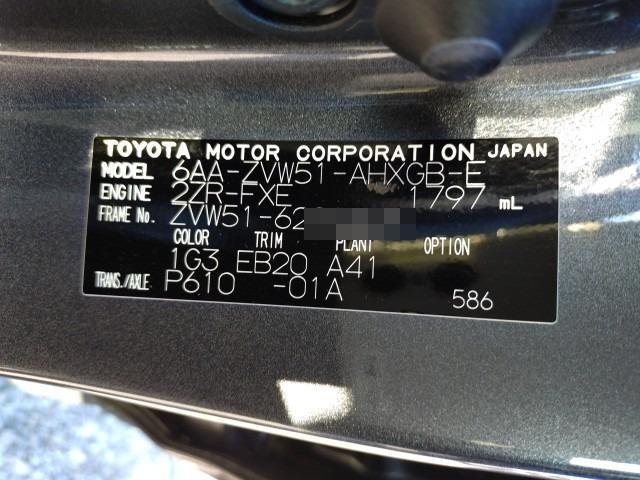 TOYOTA MOTOR CORPORATION JAPAN
MODEL 6AA-ZVW51-AHXGB-E
ENGINE 2ZR-FXE 1797 mL
FRAME No. ZVW51-62
COLOR TRIM PLANT OPTION
1G3 EB20 A41
TRANS./AXLE P610 -01A
586